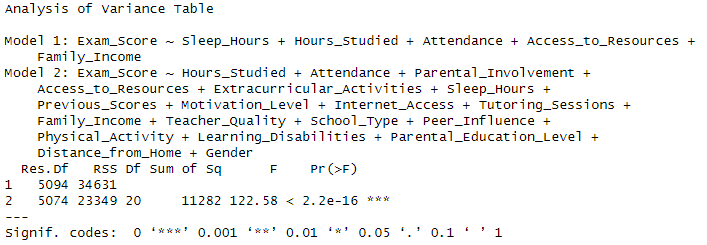 Analysis of Variance Table

Model 1: Exam_Score ~ Sleep_Hours + Hours_Studied + Attendance + Access_to_Resources +
    Family_Income
Model 2: Exam_Score ~ Hours_Studied + Attendance + Parental_Involvement +
    Access_to_Resources + Extracurricular_Activities + Sleep_Hours +
    Previous_Scores + Motivation_Level + Internet_Access + Tutoring_Sessions +
    Family_Income + Teacher_Quality + School_Type + Peer_Influence +
    Physical_Activity + Learning_Disabilities + Parental_Education_Level +
    Distance_from_Home + Gender
  Res.Df   RSS Df Sum of Sq      F    Pr(>F)
1   5094 34631
2   5074 23349 20     11282 122.58 < 2.2e-16 ***
---
Signif. codes:  0 ‘***’ 0.001 ‘**’ 0.01 ‘*’ 0.05 ‘.’ 0.1 ‘ ’ 1